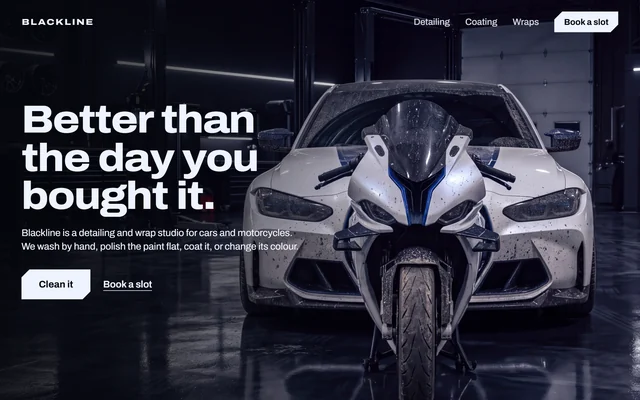 BLACKLINE
Detailing Coating Wraps Book a slot
Better than
the day you
bought it.
Blackline is a detailing and wrap studio for cars and motorcycles.
We wash by hand, polish the paint flat, coat it, or change its colour.
Clean it Book a slot